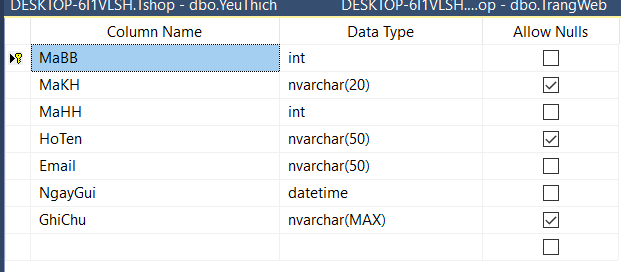 DESKTOP-6I1VLSH.Tshop - dbo.YeuThich DESKTOP-6I1VLSH....op - dbo.TrangWeb
Column Name Data Type Allow Nulls
MaBB int
MaKH nvarchar(20)
MaHH int
HoTen nvarchar(50)
Email nvarchar(50)
NgayGui datetime
GhiChu nvarchar(MAX)